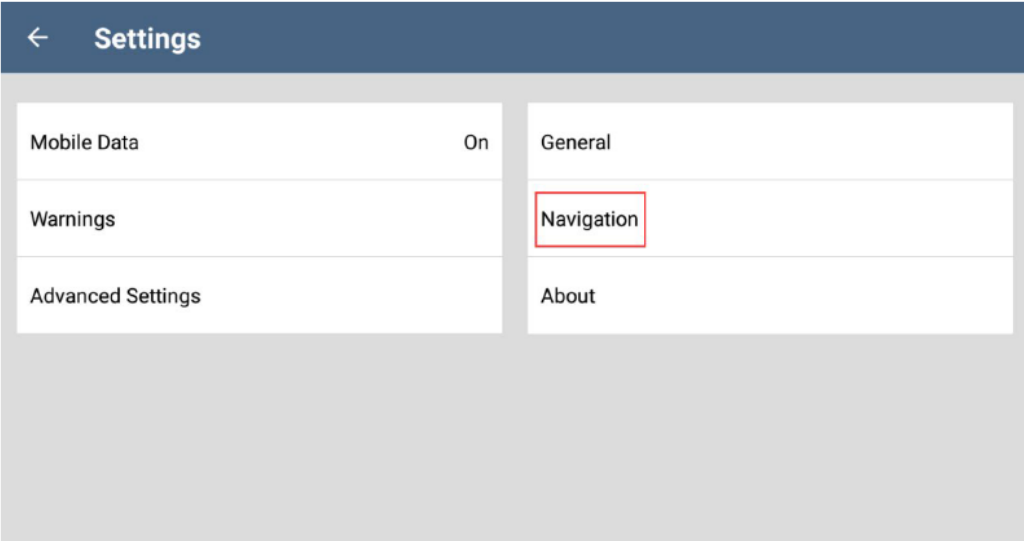 Settings
Mobile Data On
Warnings
Advanced Settings
General
Navigation
About